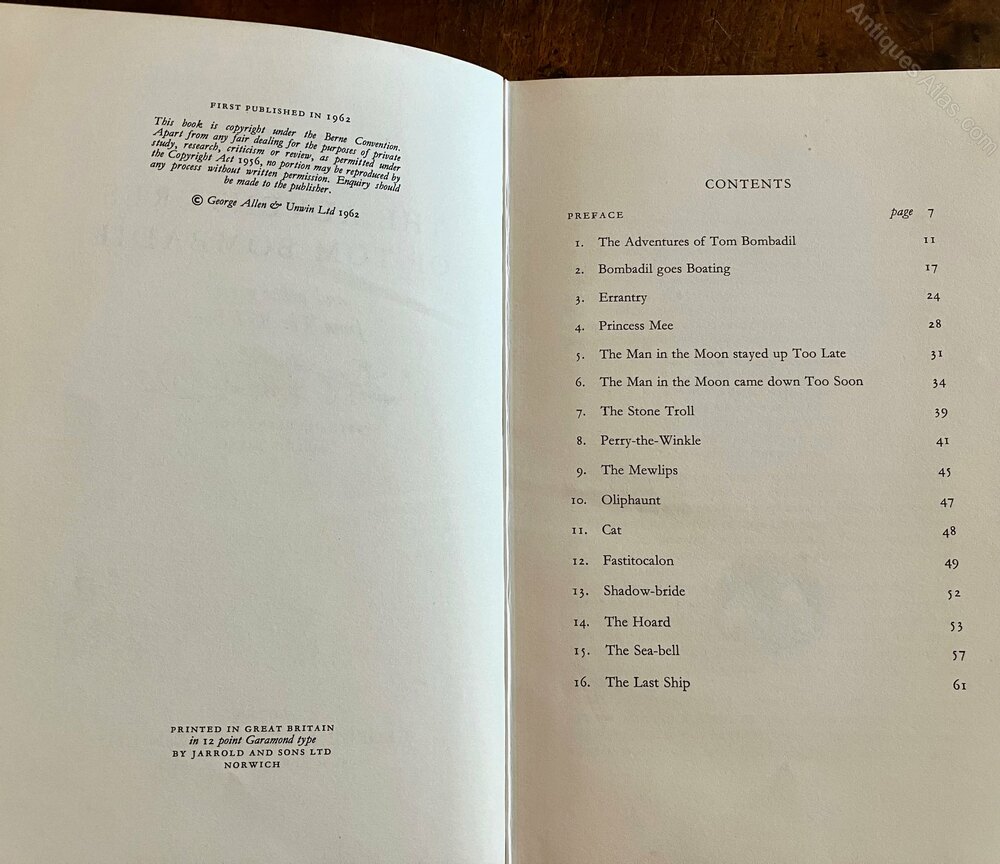 FIRST PUBLISHED IN 1962
This book is copyright under the Berne Convention.
Apart from any fair dealing for the purposes of private
study, research, criticism or review, as permitted under
the Copyright Act 1956, no portion may be reproduced by
any process without written permission. Enquiry should
be made to the publisher.
© George Allen & Unwin Ltd 1962
PRINTED IN GREAT BRITAIN
in 12 point Garamond type
BY JARROLD AND SONS LTD
NORWICH
CONTENTS
PREFACE page 7
1. The Adventures of Tom Bombadil 11
2. Bombadil goes Boating 17
3. Errantry 24
4. Princess Mee 28
5. The Man in the Moon stayed up Too Late 31
6. The Man in the Moon came down Too Soon 34
7. The Stone Troll 39
8. Perry-the-Winkle 41
9. The Mewlips 45
10. Oliphaunt 47
11. Cat 48
12. Fastitocalon 49
13. Shadow-bride 52
14. The Hoard 53
15. The Sea-bell 57
16. The Last Ship 61
AntiquesAtlas.com